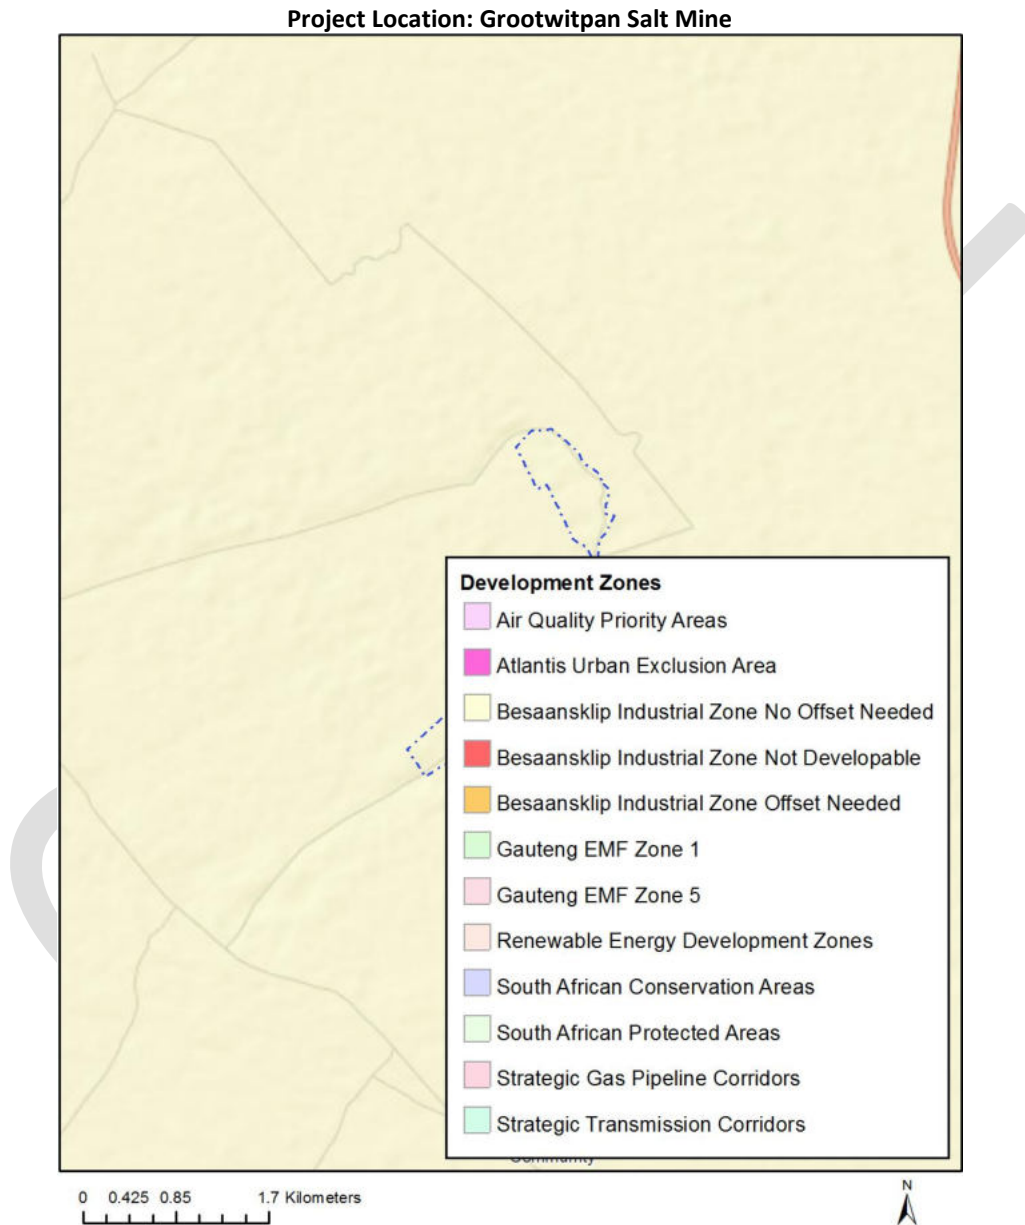 Project Location: Grootwitpan Salt Mine
Development Zones
Air Quality Priority Areas
Atlantis Urban Exclusion Area
Besaansklip Industrial Zone No Offset Needed
Besaansklip Industrial Zone Not Developable
Besaansklip Industrial Zone Offset Needed
Gauteng EMF Zone 1
Gauteng EMF Zone 5
Renewable Energy Development Zones
South African Conservation Areas
South African Protected Areas
Strategic Gas Pipeline Corridors
Strategic Transmission Corridors
0 0.425 0.85 1.7 Kilometers
N